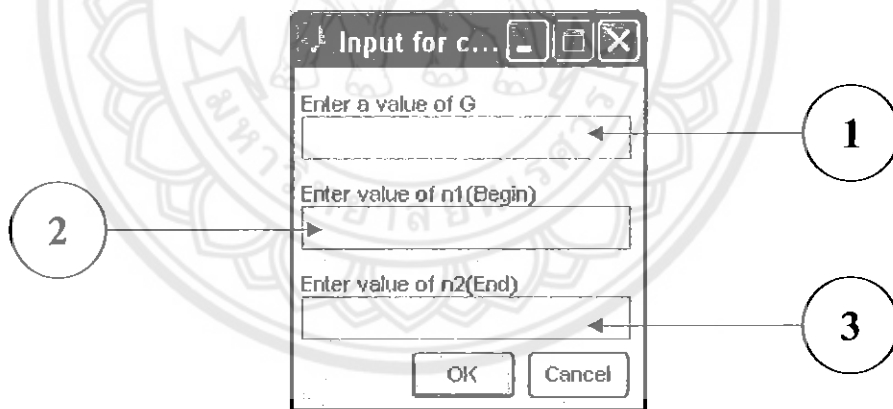 Input for c...
Enter a value of G
1
Enter value of n1(Begin)
2
Enter value of n2(End)
3
OK Cancel